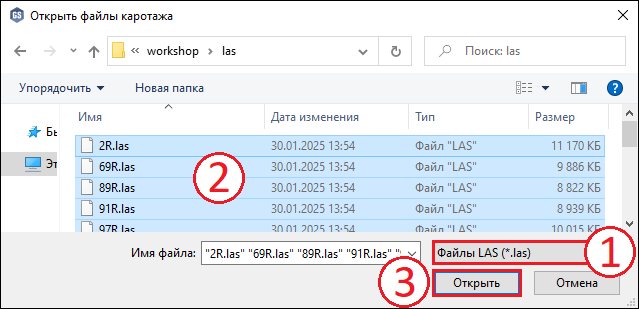 GS Открыть файлы каротажа
« workshop › las
Поиск: las
Упорядочить Новая папка
Имя Дата изменения Тип Размер
2R.las 30.01.2025 13:54 Файл "LAS" 11 170 КБ
69R.las 30.01.2025 13:54 Файл "LAS" 9 886 КБ
89R.las 30.01.2025 13:54 Файл "LAS" 8 822 КБ
91R.las 30.01.2025 13:54 Файл "LAS" 8 939 КБ
97R.las 30.01.2025 13:54 Файл "LAS" 10 015 КБ
Бы
Эт
2
Имя файла: "2R.las" "69R.las" "89R.las" "91R.las" "
Файлы LAS (*.las)
1
3
Открыть Отмена